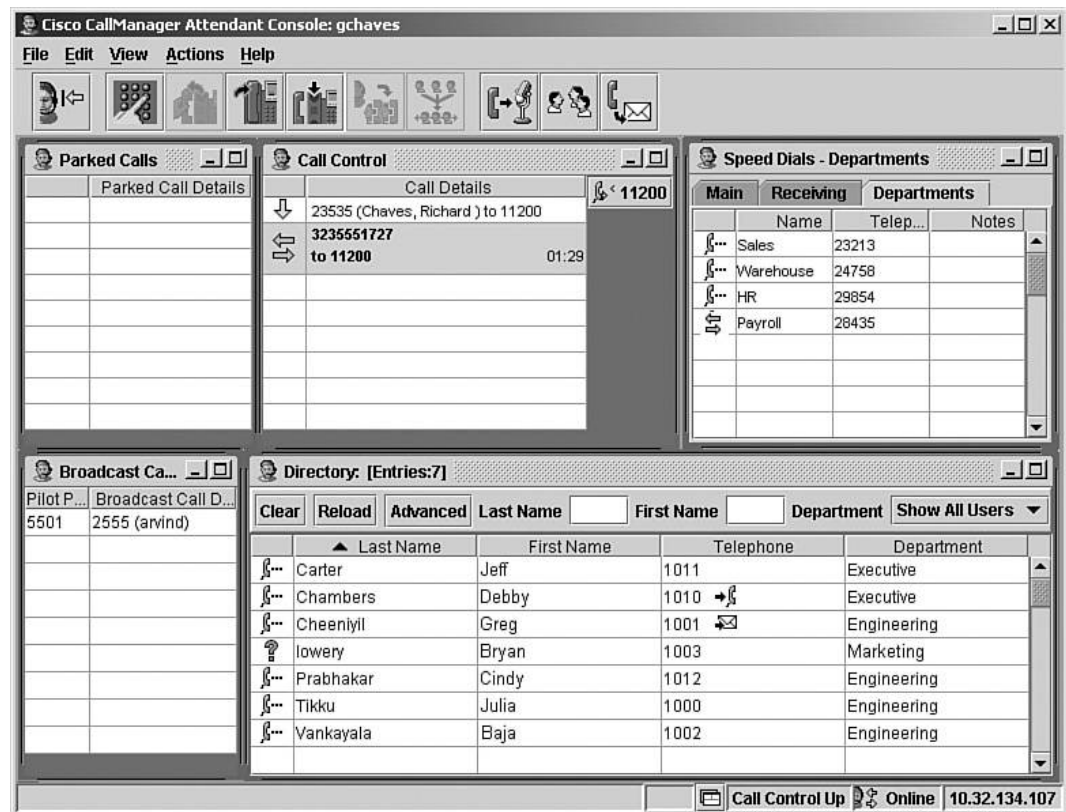 Cisco CallManager Attendant Console: gchaves
File Edit View Actions Help
Parked Calls
Parked Call Details
Call Control
Call Details
11200
23535 (Chaves, Richard ) to 11200
3235551727
to 11200 01:29
Speed Dials - Departments
Main Receiving Departments
Name Telep... Notes
Sales 23213
Warehouse 24758
HR 29854
Payroll 28435
Broadcast Ca...
Pilot P... Broadcast Call D...
5501 2555 (arvind)
Directory: [Entries:7]
Clear Reload Advanced Last Name First Name Department Show All Users
Last Name First Name Telephone Department
Carter Jeff 1011 Executive
Chambers Debby 1010 Executive
Cheeniyil Greg 1001 Engineering
lowery Bryan 1003 Marketing
Prabhakar Cindy 1012 Engineering
Tikku Julia 1000 Engineering
Vankayala Baja 1002 Engineering
Call Control Up Online 10.32.134.107